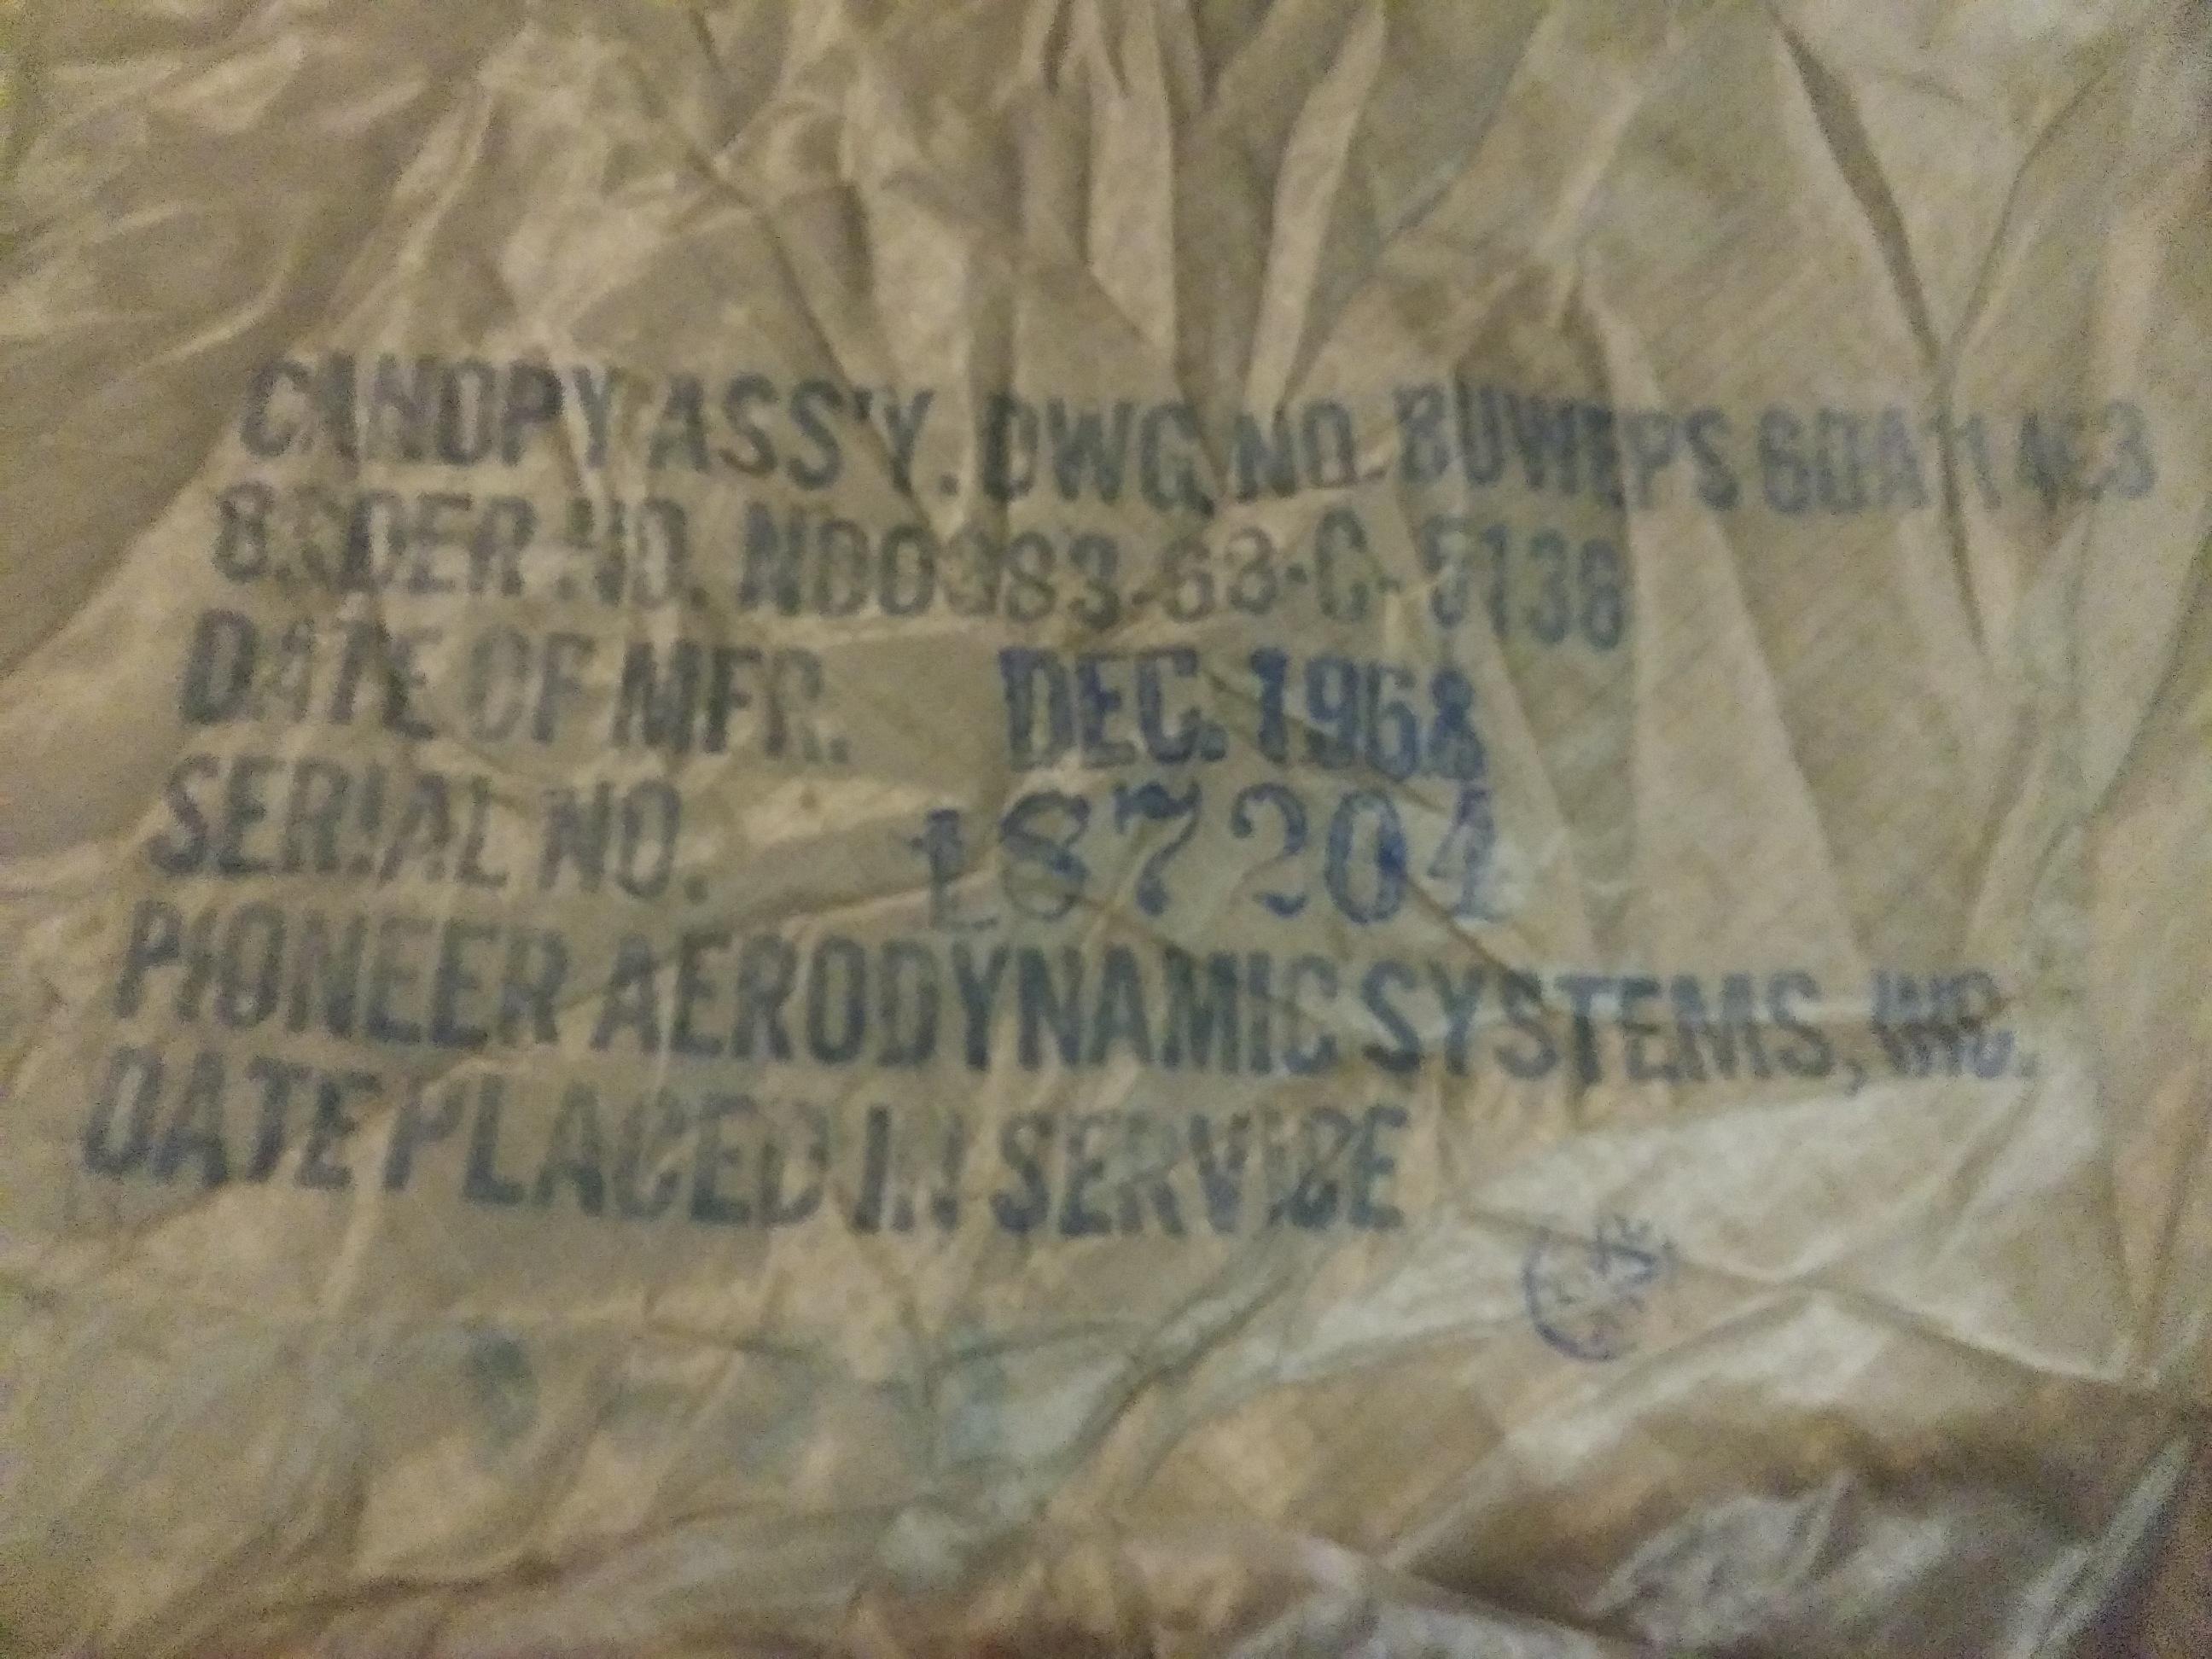 CANOPY ASS'Y. DWG. NO. BUWEPS
DER NO.
DATE OF MFR. DEC. 1968
SERIAL NO. 187204
PIONEER AERODYNAMIC SYSTEMS, INC.
DATE PLACED IN SERVICE